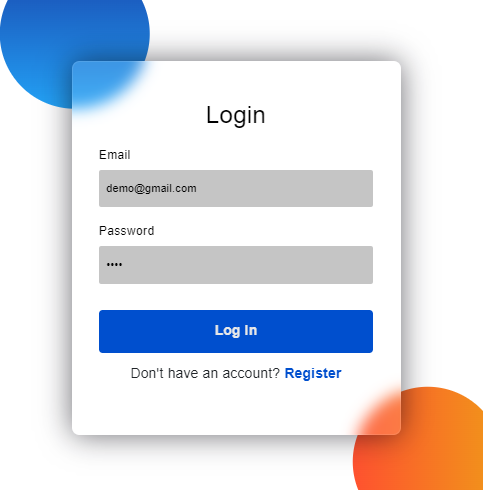 Login
Email
demo@gmail.com
Password
••••
Log In
Don't have an account? Register